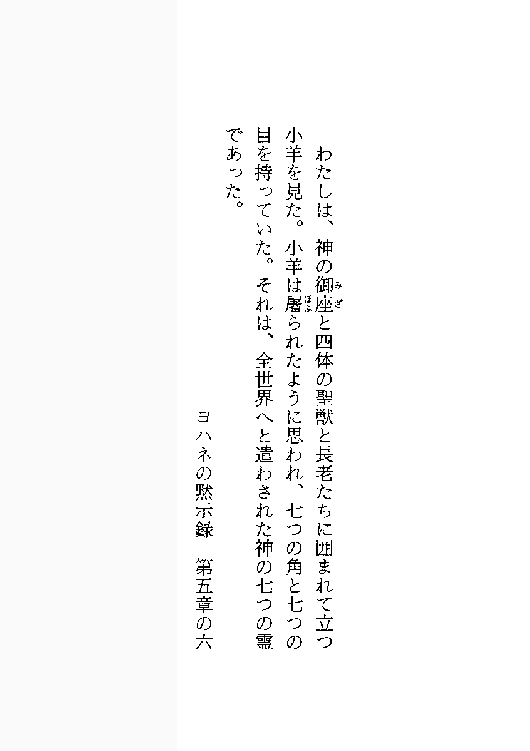 わたしは、神の御座と四体の聖獣と長老たちに囲まれて立つ
小羊を見た。小羊は屠られたように思われ、七つの角と七つの
目を持っていた。それは、全世界へと遣わされた神の七つの霊
であった。
ヨハネの黙示録　第五章の六